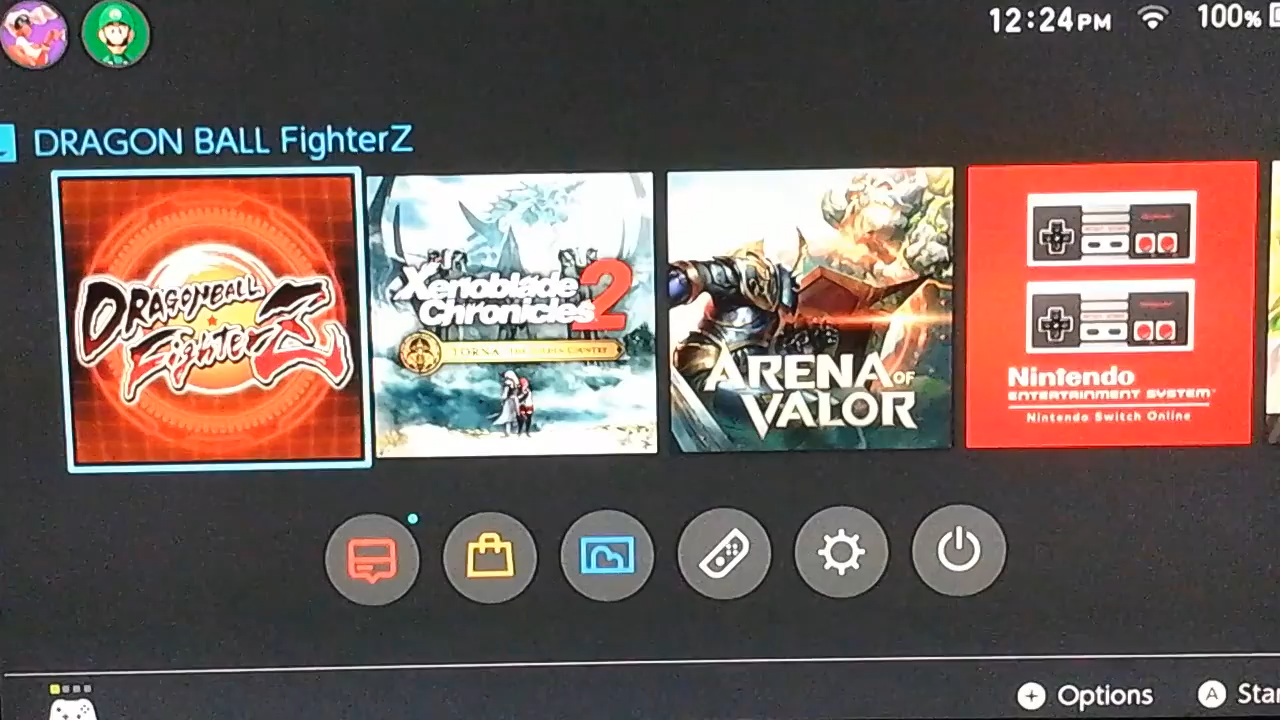 12:24PM 100%
DRAGON BALL FighterZ
DRAGONBALL
FighterZ
Xenoblade
Chronicles 2
TORNA
ARENA OF
VALOR
Nintendo
ENTERTAINMENT SYSTEM
Nintendo Switch Online
+ Options A Star